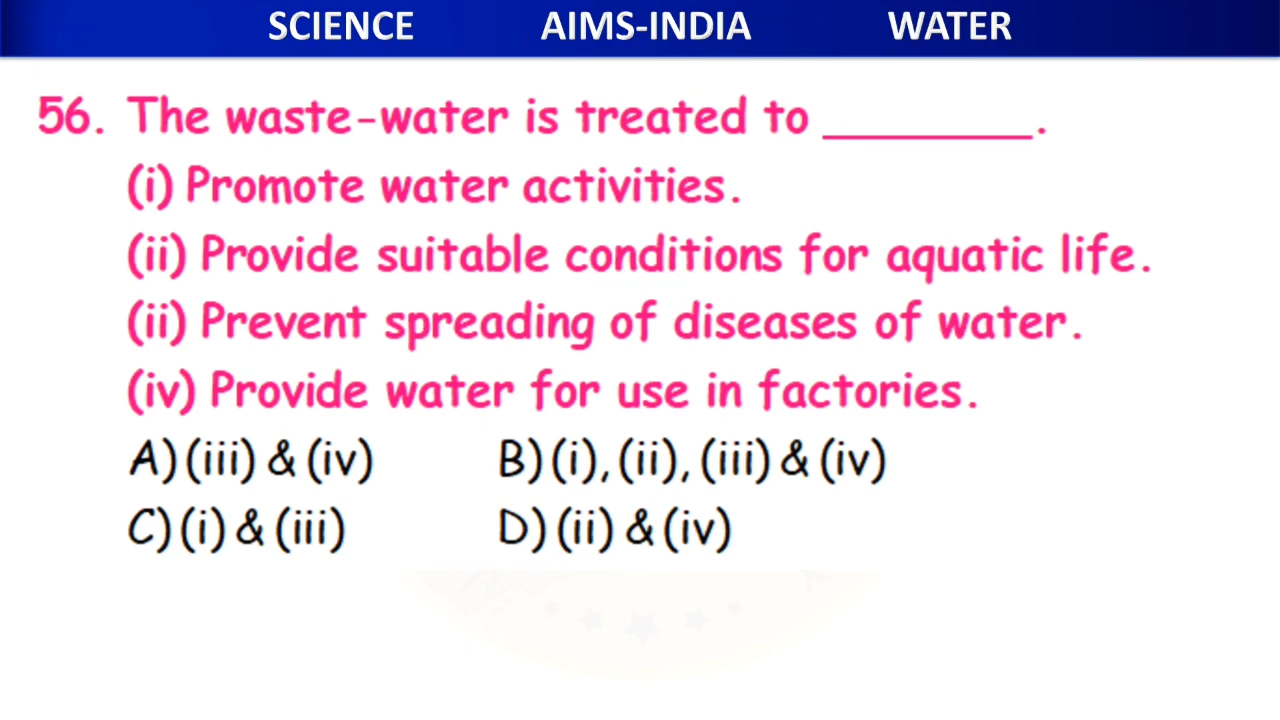 SCIENCE AIMS-INDIA WATER
56. The waste-water is treated to ________.
(i) Promote water activities.
(ii) Provide suitable conditions for aquatic life.
(ii) Prevent spreading of diseases of water.
(iv) Provide water for use in factories.
A) (iii) & (iv) B) (i), (ii), (iii) & (iv)
C) (i) & (iii) D) (ii) & (iv)